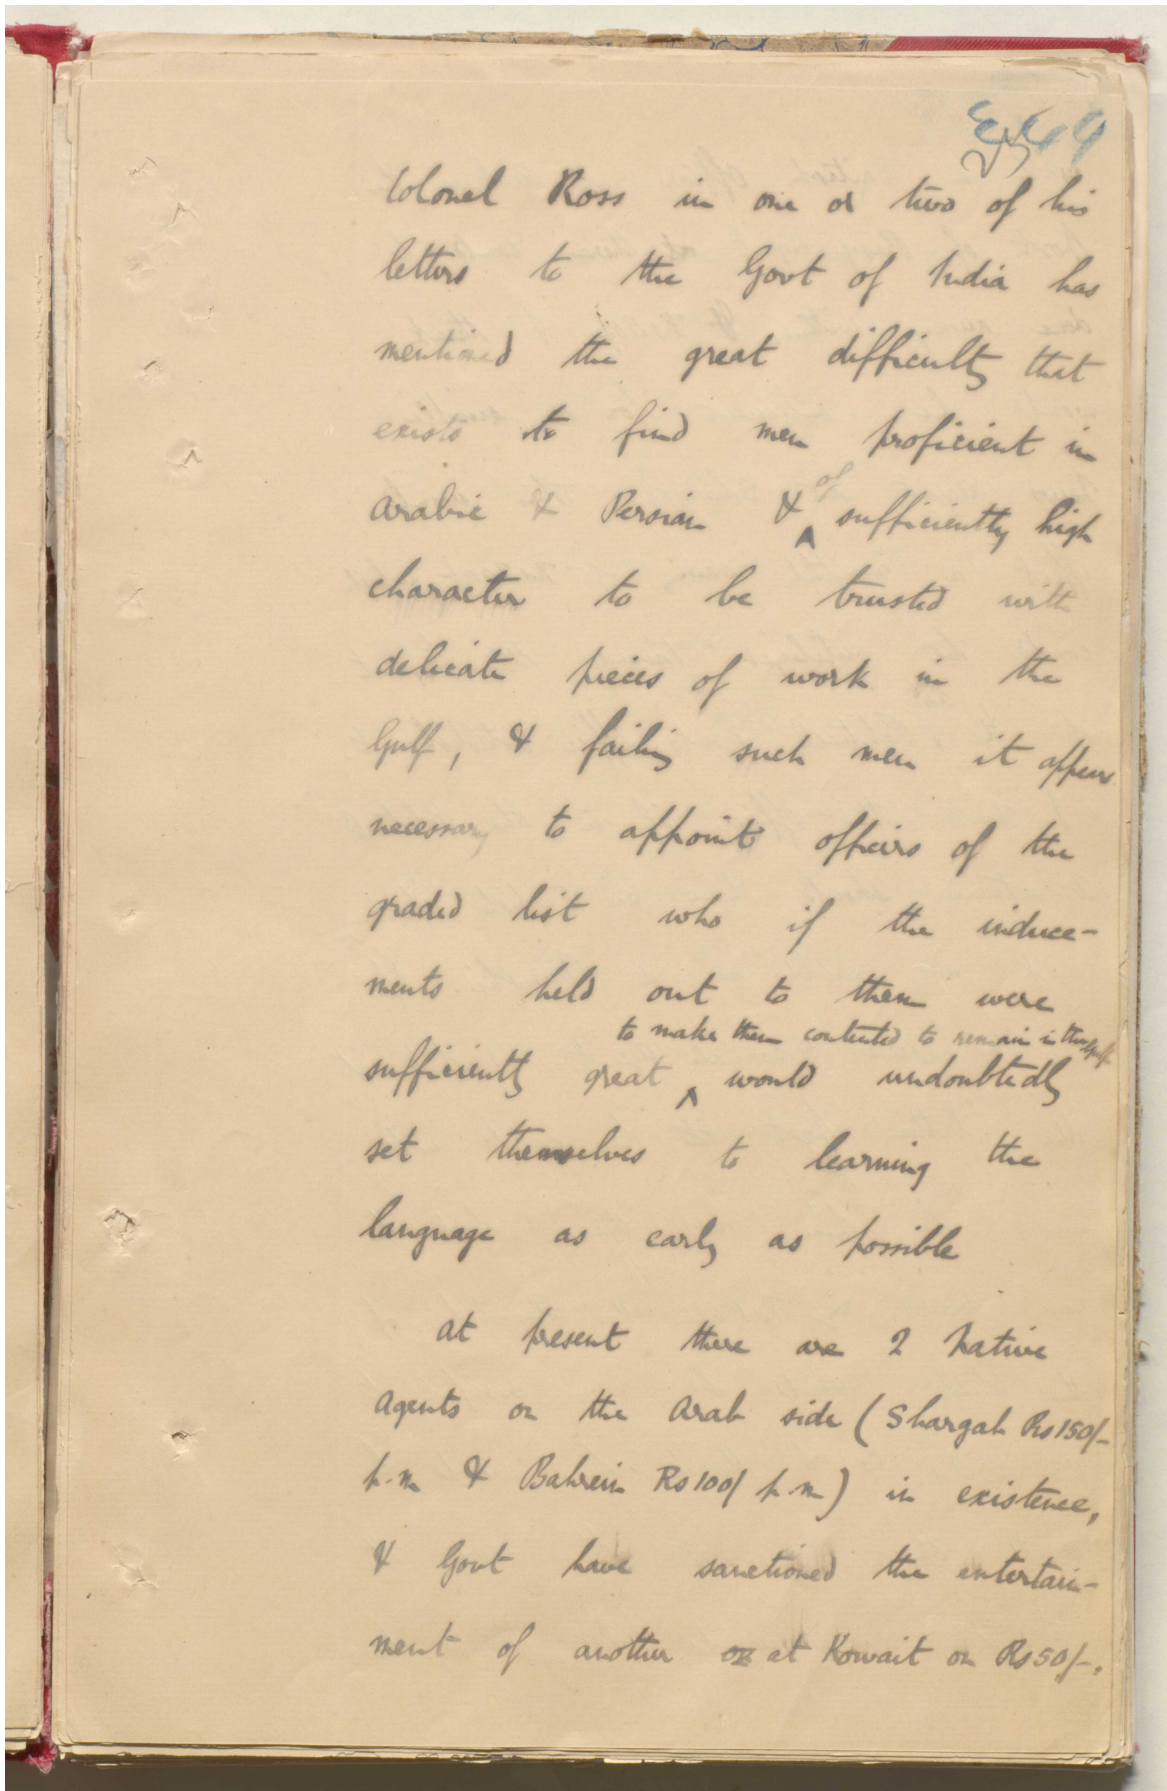 Colonel Ross in one or two of his
letters to the Govt of India has
mentioned the great difficulty that
exists to find men proficient in
Arabic & Persian & of sufficiently high
character to be trusted with
delicate pieces of work in the
Gulf, & failing such men it appears
necessary to appoint officers of the
graded list who if the induce-
ments held out to them were
to make them contented to remain in the Gulf
sufficiently great would undoubtedly
set themselves to learning the
language as early as possible
At present there are 2 Native
Agents on the Arab side (Shargah Rs 150/-
p.m & Bahrein Rs 100/ p.m) in existence,
& Govt have sanctioned the entertain-
ment of another at Kowait on Rs 50/-.